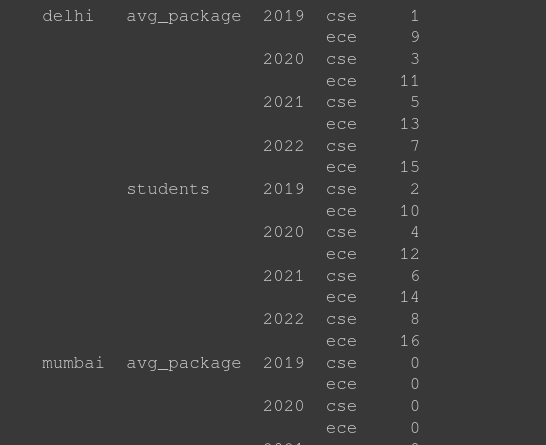 delhi avg_package 2019 cse 1
ece 9
2020 cse 3
ece 11
2021 cse 5
ece 13
2022 cse 7
ece 15
students 2019 cse 2
ece 10
2020 cse 4
ece 12
2021 cse 6
ece 14
2022 cse 8
ece 16
mumbai avg_package 2019 cse 0
ece 0
2020 cse 0
ece 0